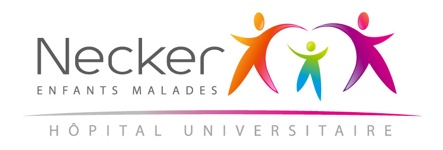 Necker
ENFANTS MALADES
HÔPITAL UNIVERSITAIRE